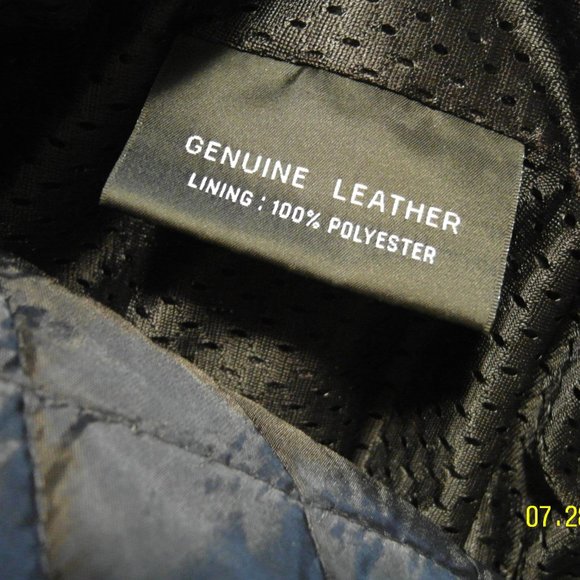 GENUINE LEATHER
LINING : 100% POLYESTER